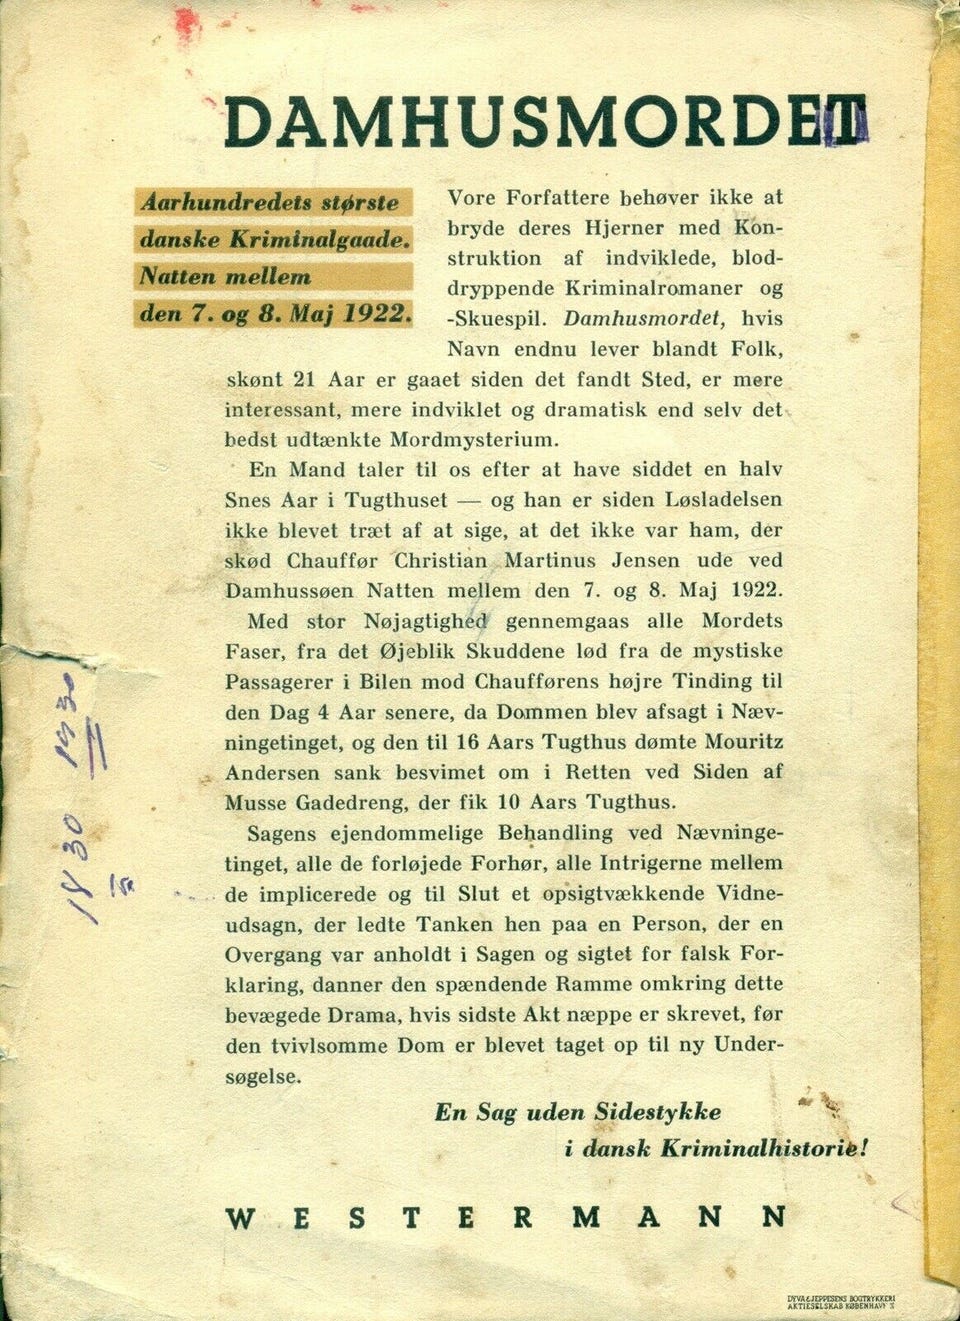 DAMHUSMORDET
Aarhundredets største
danske Kriminalgaade.
Natten mellem
den 7. og 8. Maj 1922.
Vore Forfattere behøver ikke at
bryde deres Hjerner med Kon-
struktion af indviklede, blod-
dryppende Kriminalromaner og
-Skuespil. Damhusmordet, hvis
Navn endnu lever blandt Folk,
skønt 21 Aar er gaaet siden det fandt Sted, er mere
interessant, mere indviklet og dramatisk end selv det
bedst udtænkte Mordmysterium.
En Mand taler til os efter at have siddet en halv
Snes Aar i Tugthuset — og han er siden Løsladelsen
ikke blevet træt af at sige, at det ikke var ham, der
skød Chauffør Christian Martinus Jensen ude ved
Damhussøen Natten mellem den 7. og 8. Maj 1922.
Med stor Nøjagtighed gennemgaas alle Mordets
Faser, fra det Øjeblik Skuddene lød fra de mystiske
Passagerer i Bilen mod Chaufførens højre Tinding til
den Dag 4 Aar senere, da Dommen blev afsagt i Næv-
ningetinget, og den til 16 Aars Tugthus dømte Mouritz
Andersen sank besvimet om i Retten ved Siden af
Musse Gadedreng, der fik 10 Aars Tugthus.
Sagens ejendommelige Behandling ved Nævninge-
tinget, alle de forløjede Forhør, alle Intrigerne mellem
de implicerede og til Slut et opsigtvækkende Vidne-
udsagn, der ledte Tanken hen paa en Person, der en
Overgang var anholdt i Sagen og sigtet for falsk For-
klaring, danner den spændende Ramme omkring dette
bevægede Drama, hvis sidste Akt næppe er skrevet, før
den tvivlsomme Dom er blevet taget op til ny Under-
søgelse.
En Sag uden Sidestykke
i dansk Kriminalhistorie!
WESTERMANN
DYVA & JEPPESENS BOGTRYKKERI
AKTIESELSKAB KØBENHAVN